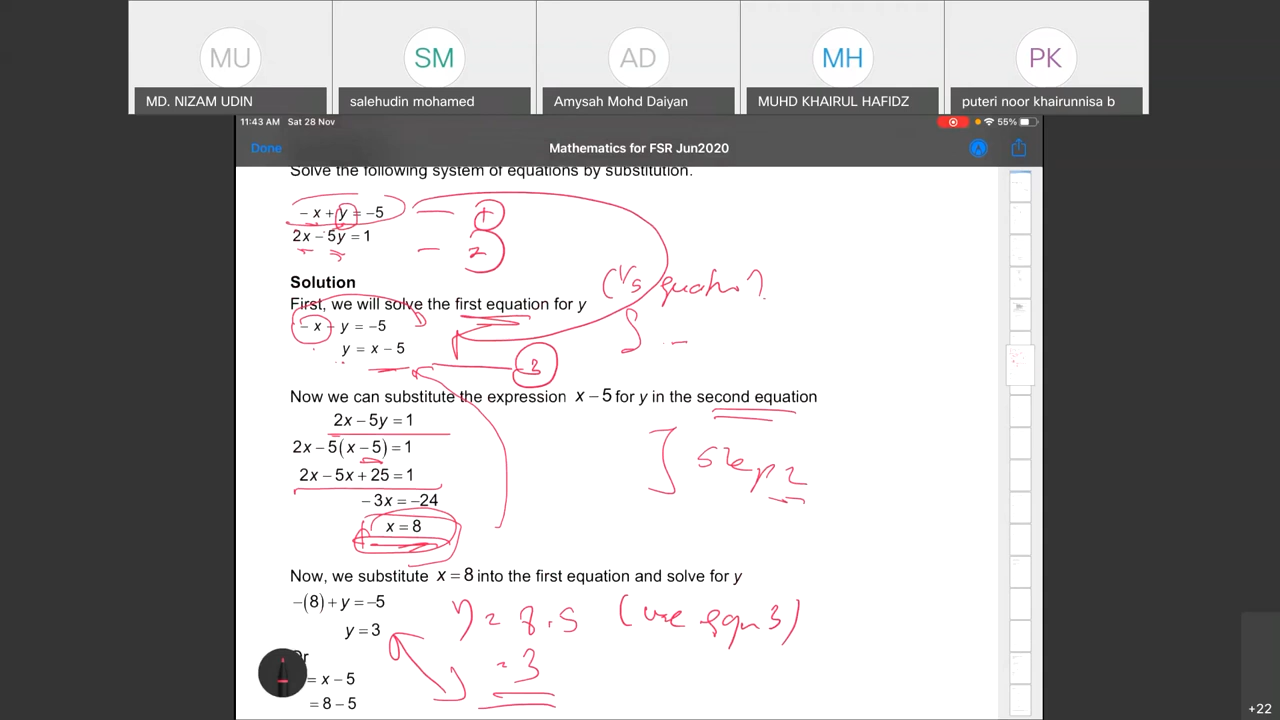 MU
SM
AD
MH
PK
MD. NIZAM UDIN
salehudin mohamed
Amysah Mohd Daiyan
MUHD KHAIRUL HAFIDZ
puteri noor khairunnisa b
11:43 AM Sat 28 Nov
55%
Done
Mathematics for FSR Jun2020
Solve the following system of equations by substitution.
-x + y = -5 — 1
2x - 5y = 1 — 2
Solution
First, we will solve the first equation for y
-x + y = -5
y = x - 5
3
Now we can substitute the expression x - 5 for y in the second equation
2x - 5y = 1
2x - 5(x - 5) = 1
step 2
2x - 5x + 25 = 1
-3x = -24
x = 8
Now, we substitute x = 8 into the first equation and solve for y
-(8) + y = -5
y = 8 - 5 (use eqn 3)
y = 3
= 3
Or
= x - 5
= 8 - 5
+22